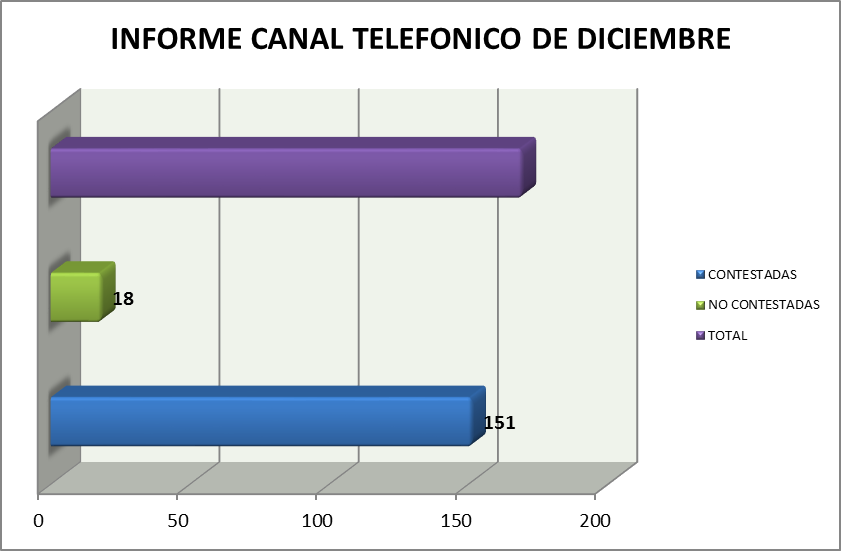 INFORME CANAL TELEFONICO DE DICIEMBRE
18
151
0 50 100 150 200
CONTESTADAS
NO CONTESTADAS
TOTAL